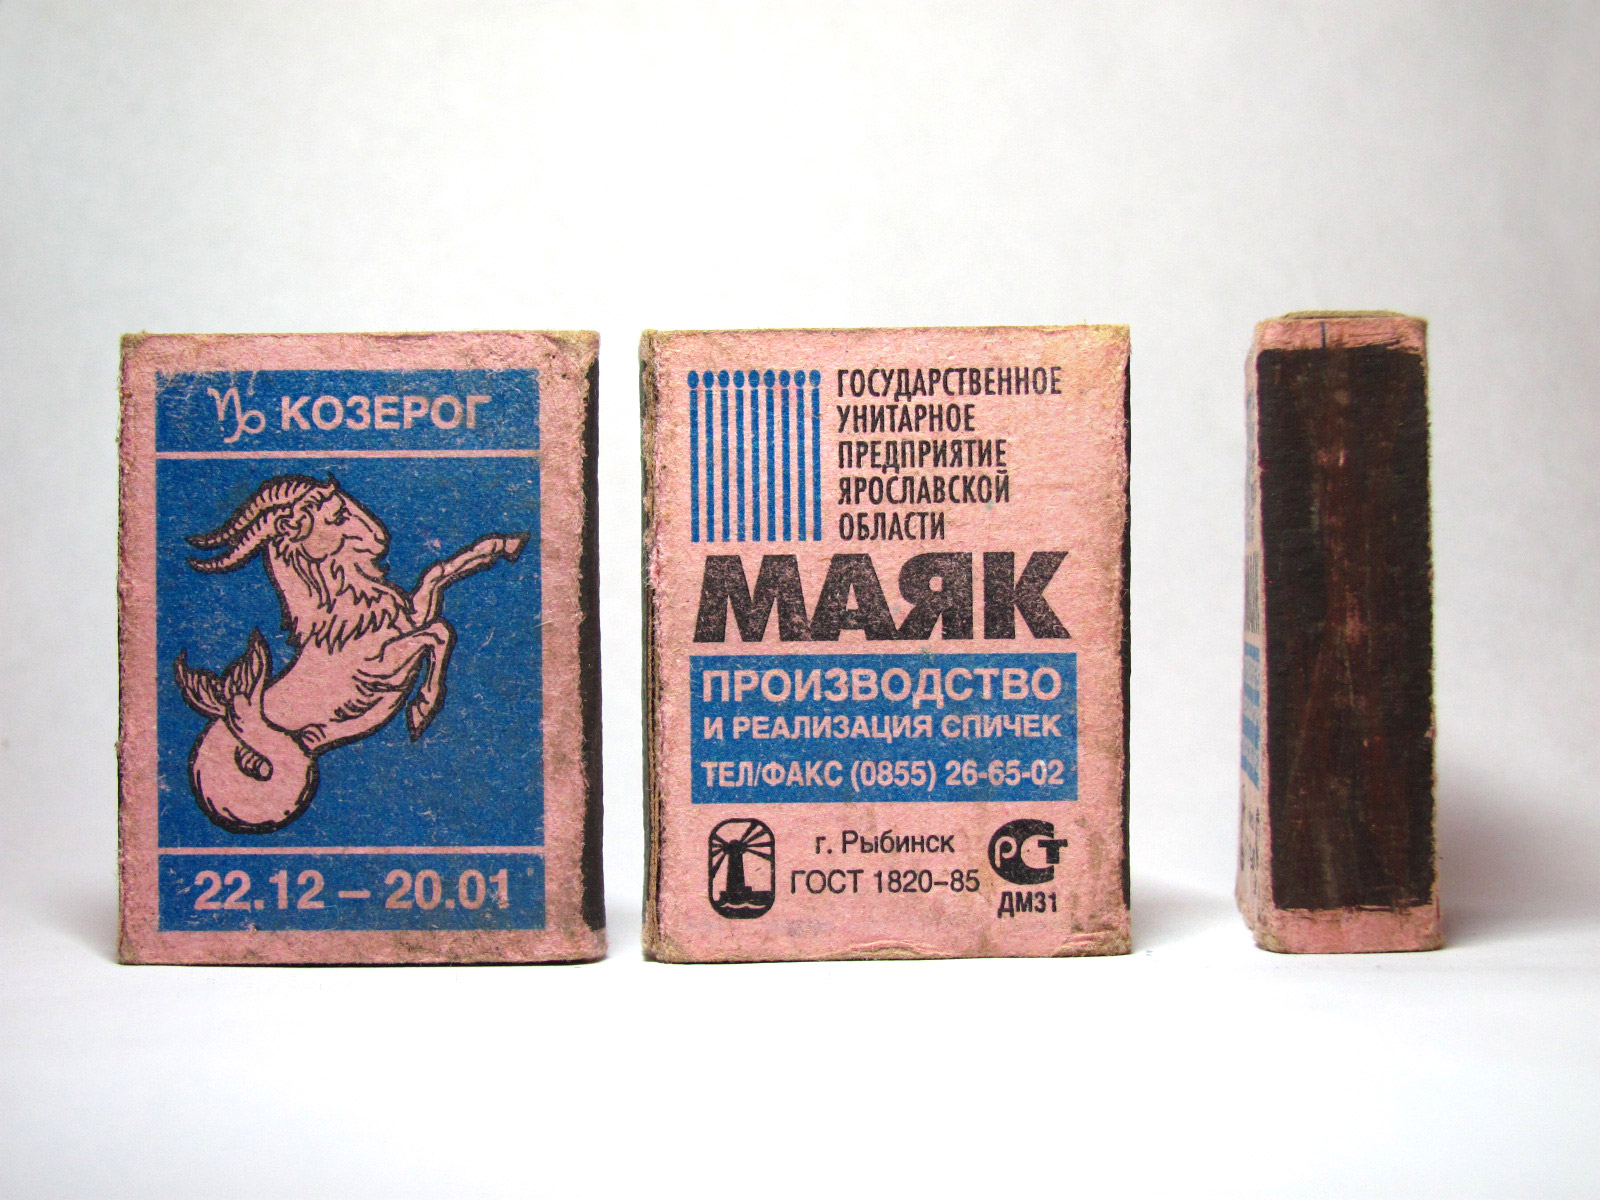 ♑ КОЗЕРОГ
22.12 – 20.01
ГОСУДАРСТВЕННОЕ
УНИТАРНОЕ
ПРЕДПРИЯТИЕ
ЯРОСЛАВСКОЙ
ОБЛАСТИ
МАЯК
ПРОИЗВОДСТВО
И РЕАЛИЗАЦИЯ СПИЧЕК
ТЕЛ/ФАКС (0855) 26-65-02
г. Рыбинск
ГОСТ 1820-85
РСТ
ДМ31